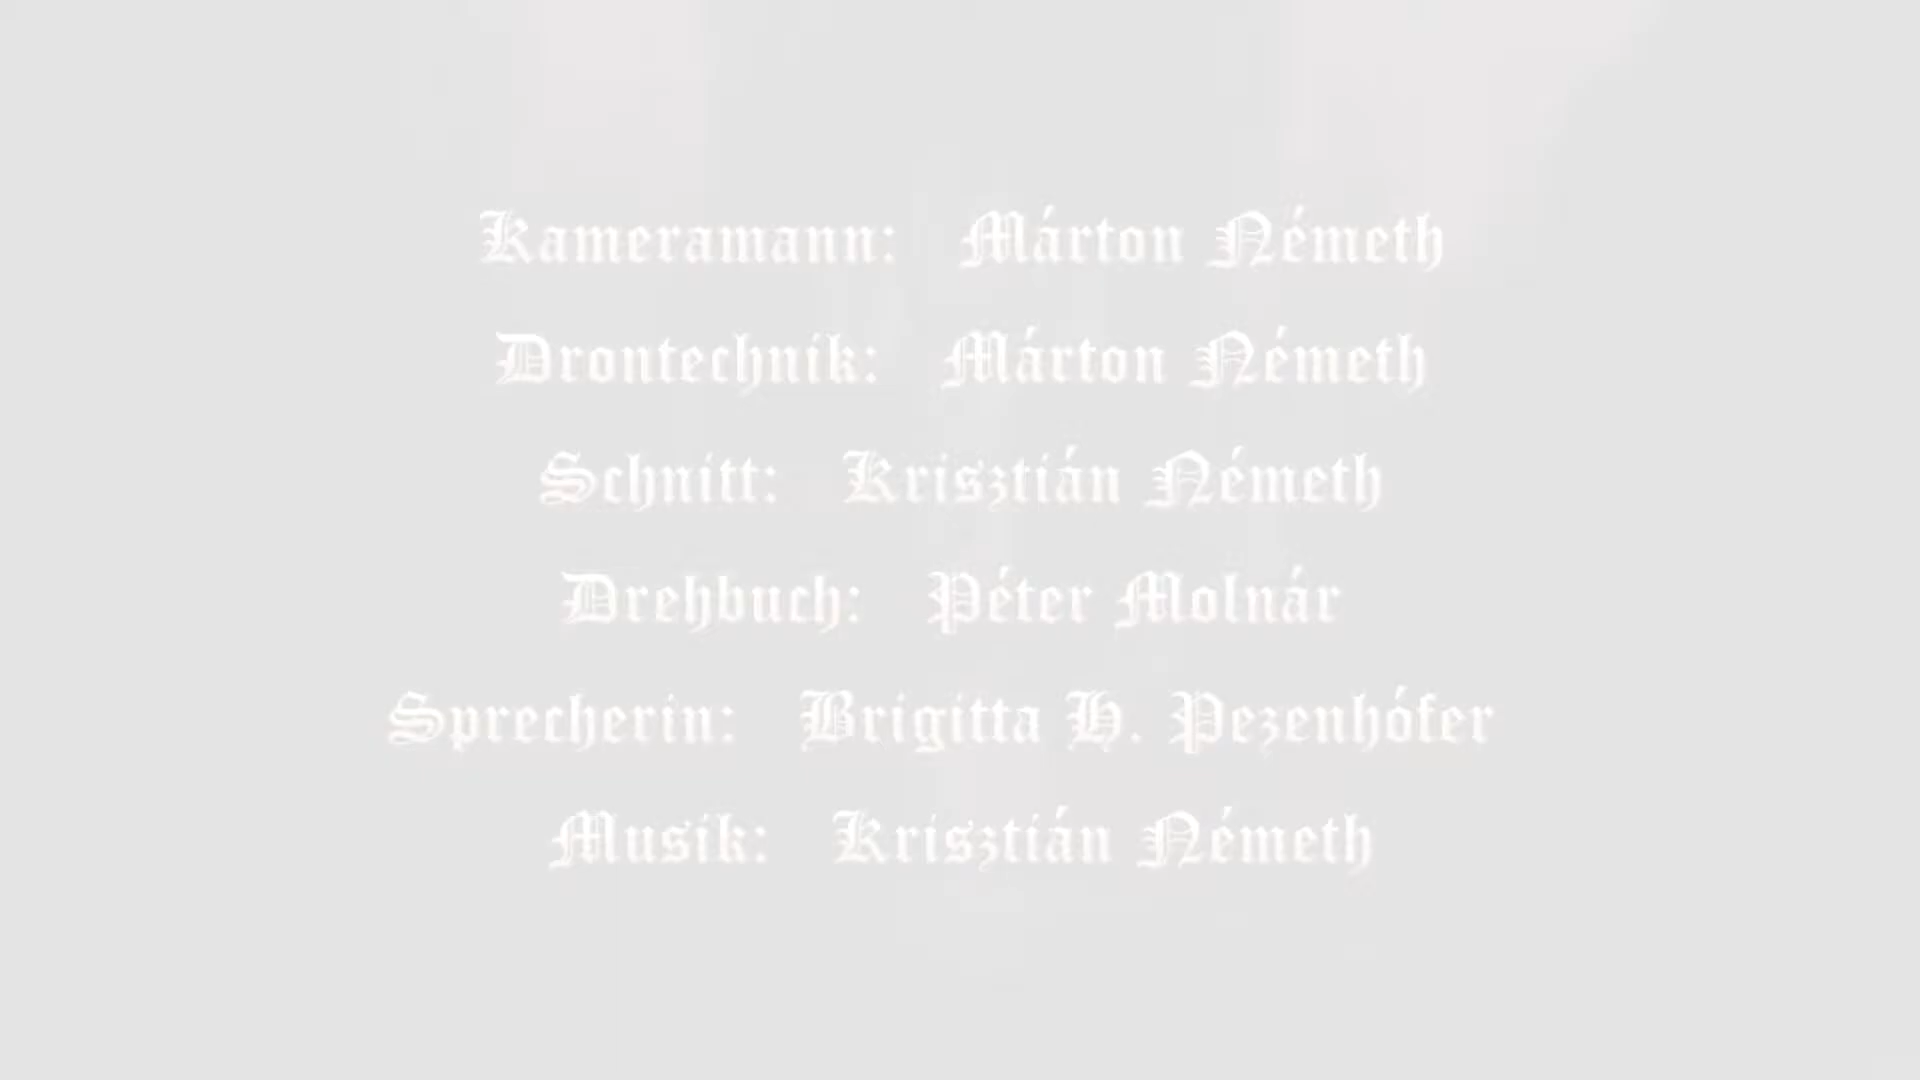 Kameramann: Márton Németh
Drontechnik: Márton Németh
Schnitt: Krisztián Németh
Drehbuch: Péter Molnár
Sprecherin: Brigitta H. Pezenhófer
Musik: Krisztián Németh